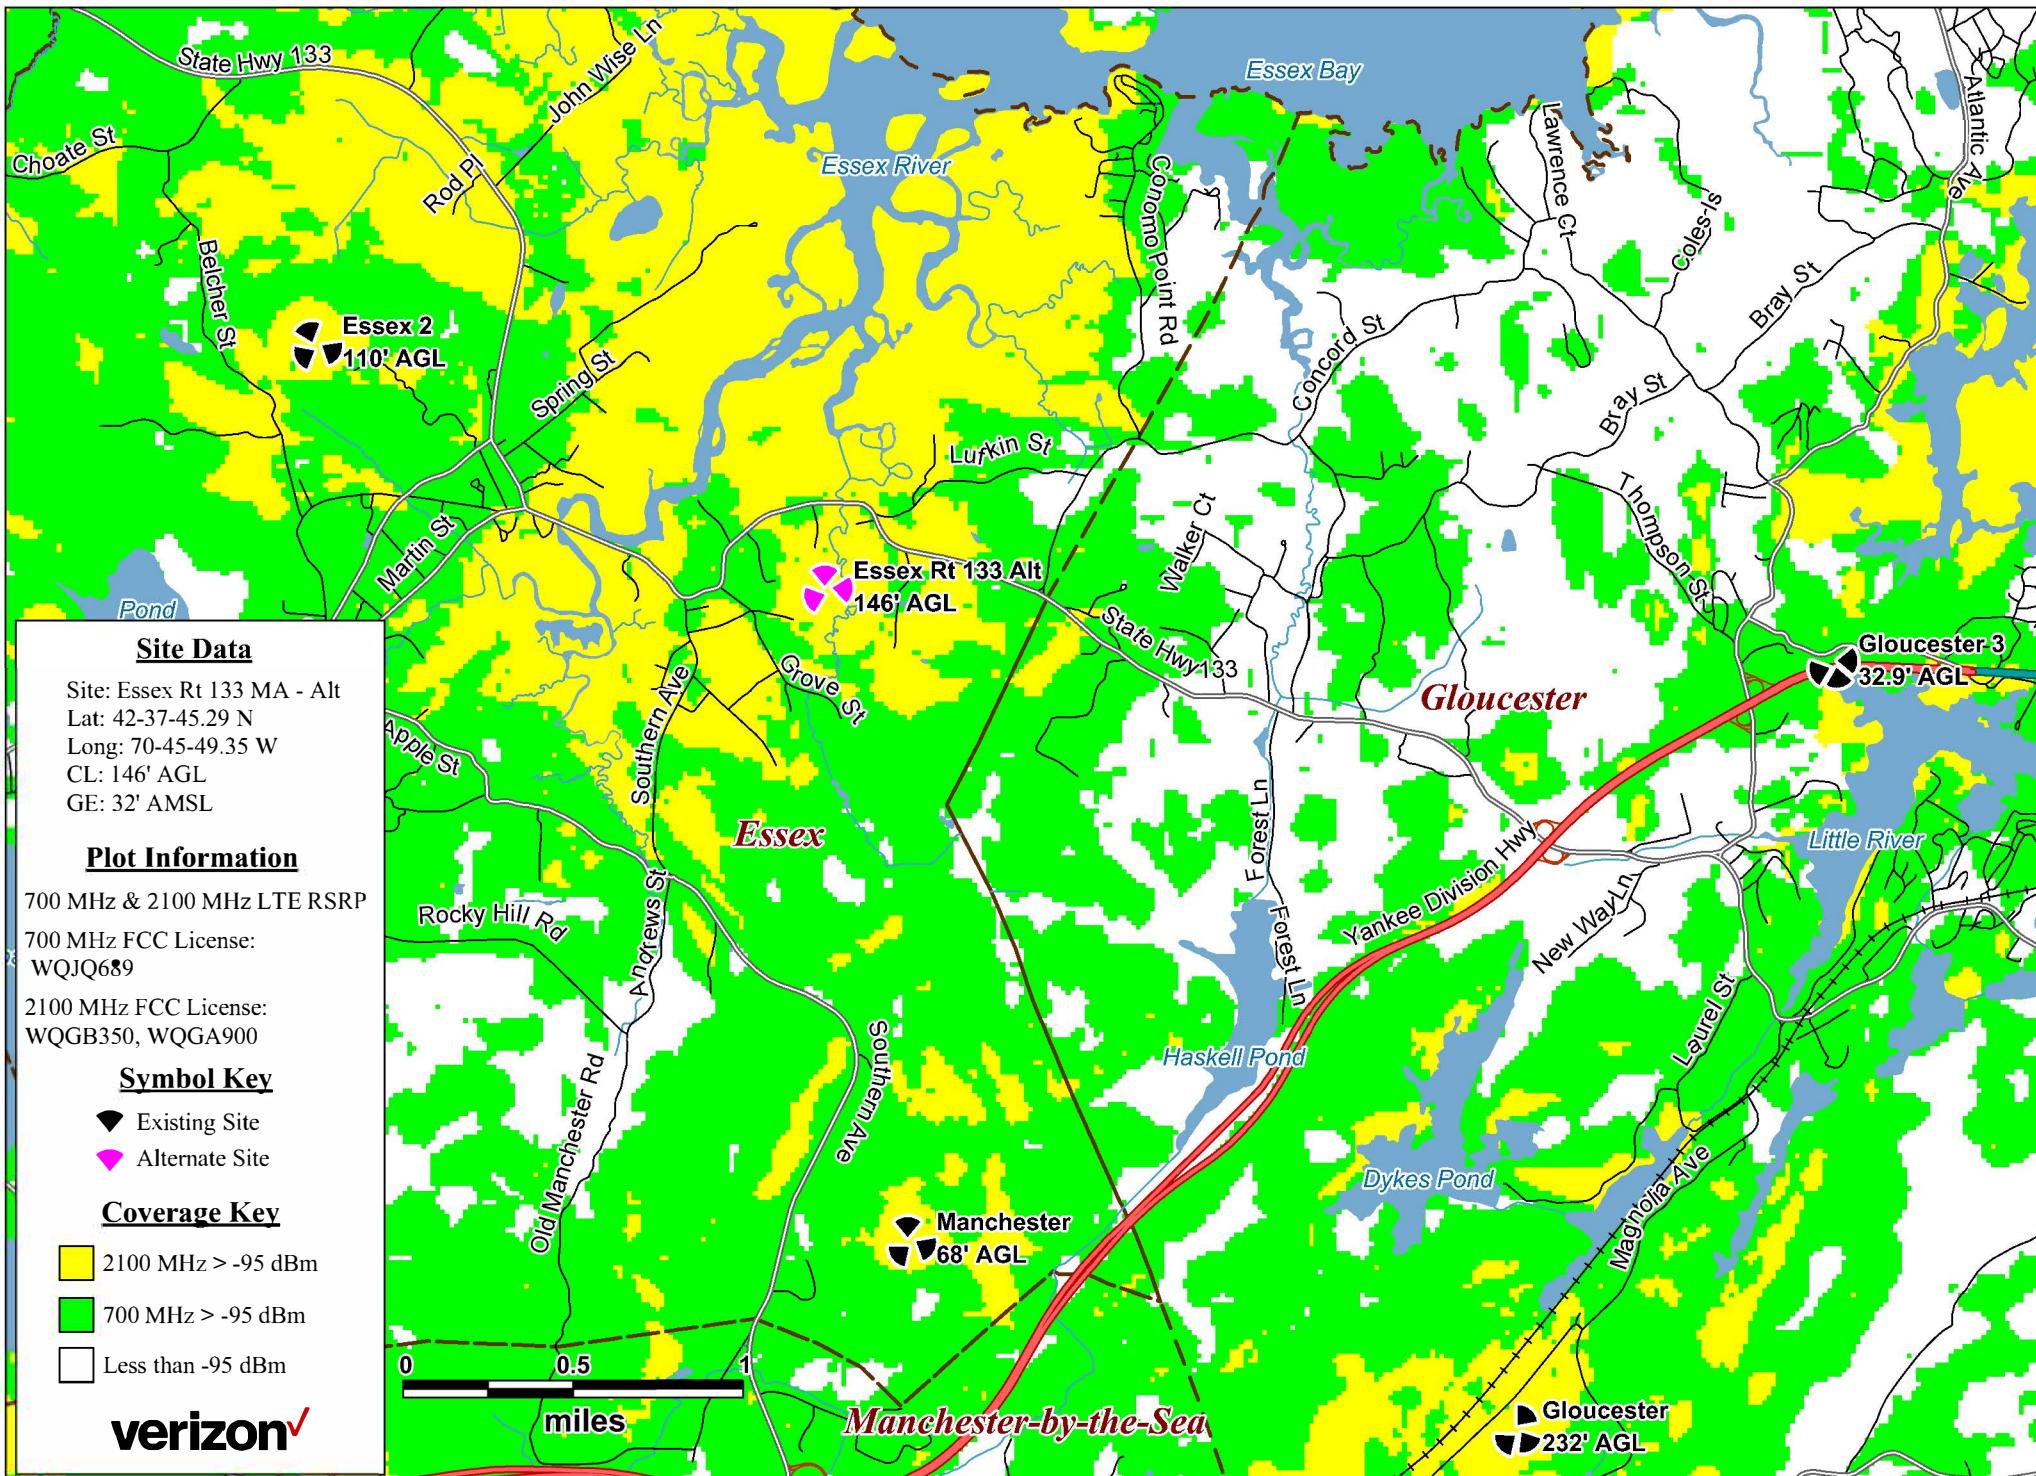 State Hwy 133
John Wise Ln
Essex Bay
Atlantic Ave
Choate St
Rod Pl
Essex River
Conomo Point Rd
Lawrence Ct
Coles-Is
Belcher St
Bray St
Essex 2
110' AGL
Spring St
Concord St
Bray St
Lufkin St
Martin St
Walker Ct
Thompson St
Essex Rt 133 Alt
146' AGL
Pond
State Hwy133
Gloucester 3
32.9' AGL
Grove St
Southern Ave
Gloucester
Apple St
Essex
Forest Ln
Yankee Division Hwy
Little River
Rocky Hill Rd
Andrews St
Forest Ln
New Way Ln
Laurel St
Southern Ave
Haskell Pond
Old Manchester Rd
Dykes Pond
Magnolia Ave
Manchester
68' AGL
Manchester-by-the-Sea
Gloucester
232' AGL
Site Data
Site: Essex Rt 133 MA - Alt
Lat: 42-37-45.29 N
Long: 70-45-49.35 W
CL: 146' AGL
GE: 32' AMSL
Plot Information
700 MHz & 2100 MHz LTE RSRP
700 MHz FCC License:
WQJQ689
2100 MHz FCC License:
WQGB350, WQGA900
Symbol Key
Existing Site
Alternate Site
Coverage Key
2100 MHz > -95 dBm
700 MHz > -95 dBm
Less than -95 dBm
verizon
0 0.5 1
miles